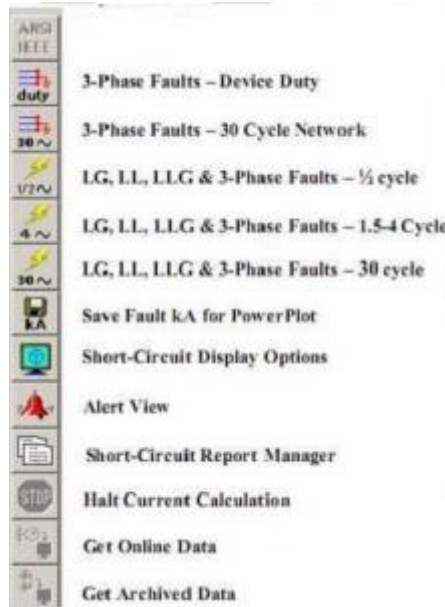 ANSI
IEEE
duty
3-Phase Faults – Device Duty
30 ~
3-Phase Faults – 30 Cycle Network
1/2 ~
LG, LL, LLG & 3-Phase Faults – ½ cycle
4 ~
LG, LL, LLG & 3-Phase Faults – 1.5-4 Cycle
30 ~
LG, LL, LLG & 3-Phase Faults – 30 cycle
kA
Save Fault kA for PowerPlot
Short-Circuit Display Options
Alert View
Short-Circuit Report Manager
STOP
Halt Current Calculation
Get Online Data
Get Archived Data